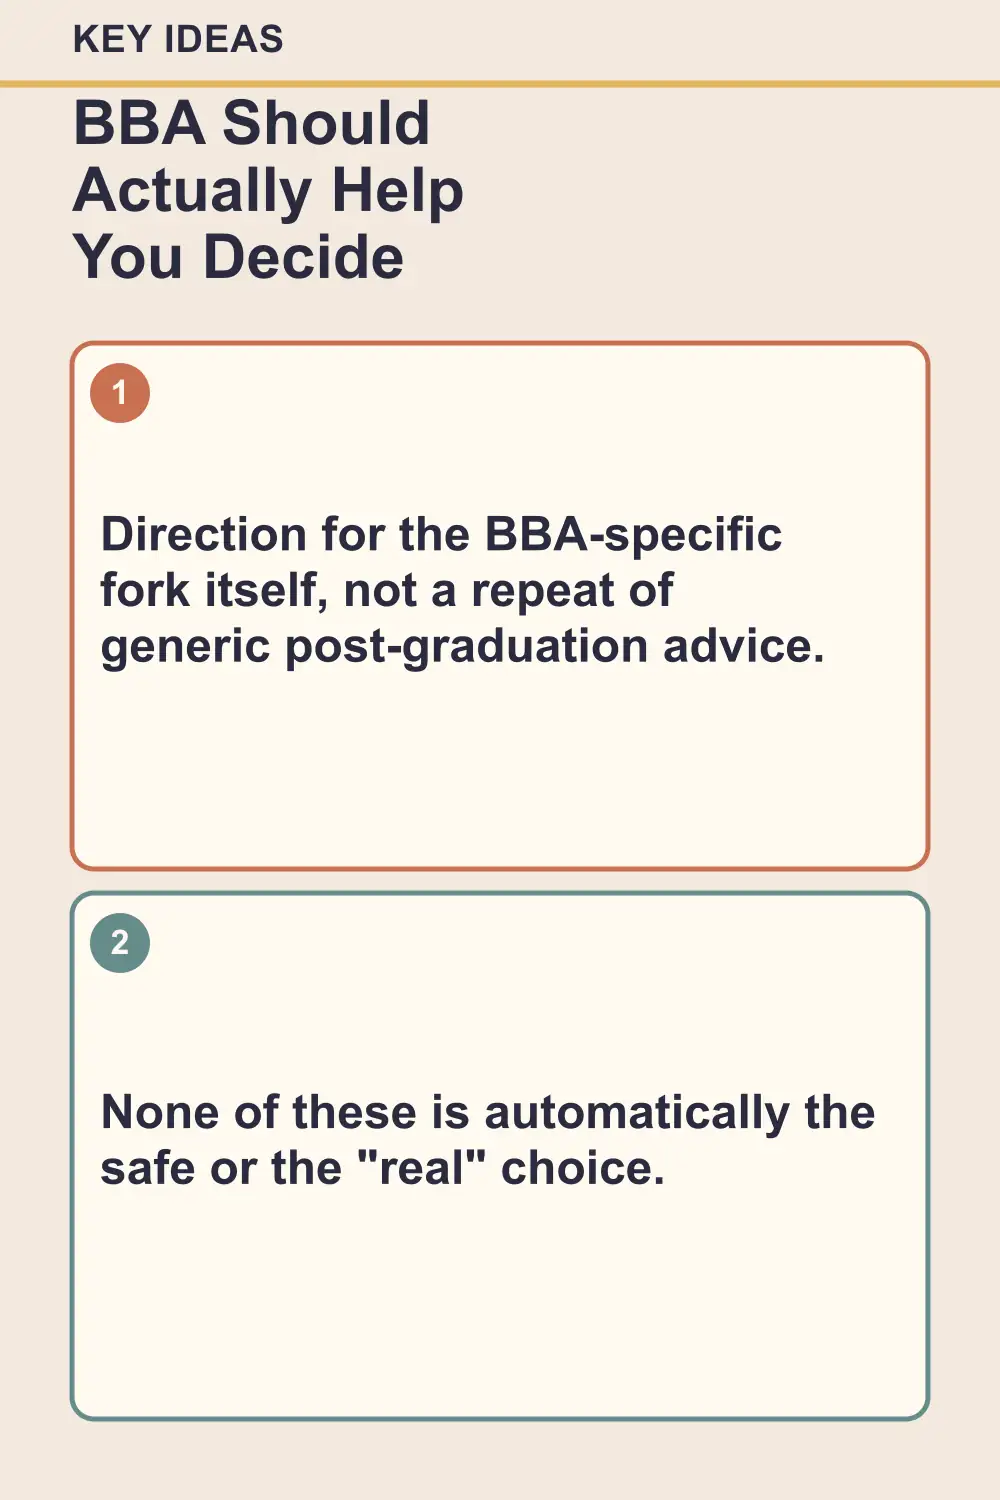 KEY IDEAS
BBA Should
Actually Help
You Decide
1
Direction for the BBA-specific
fork itself, not a repeat of
generic post-graduation advice.
2
None of these is automatically the
safe or the "real" choice.